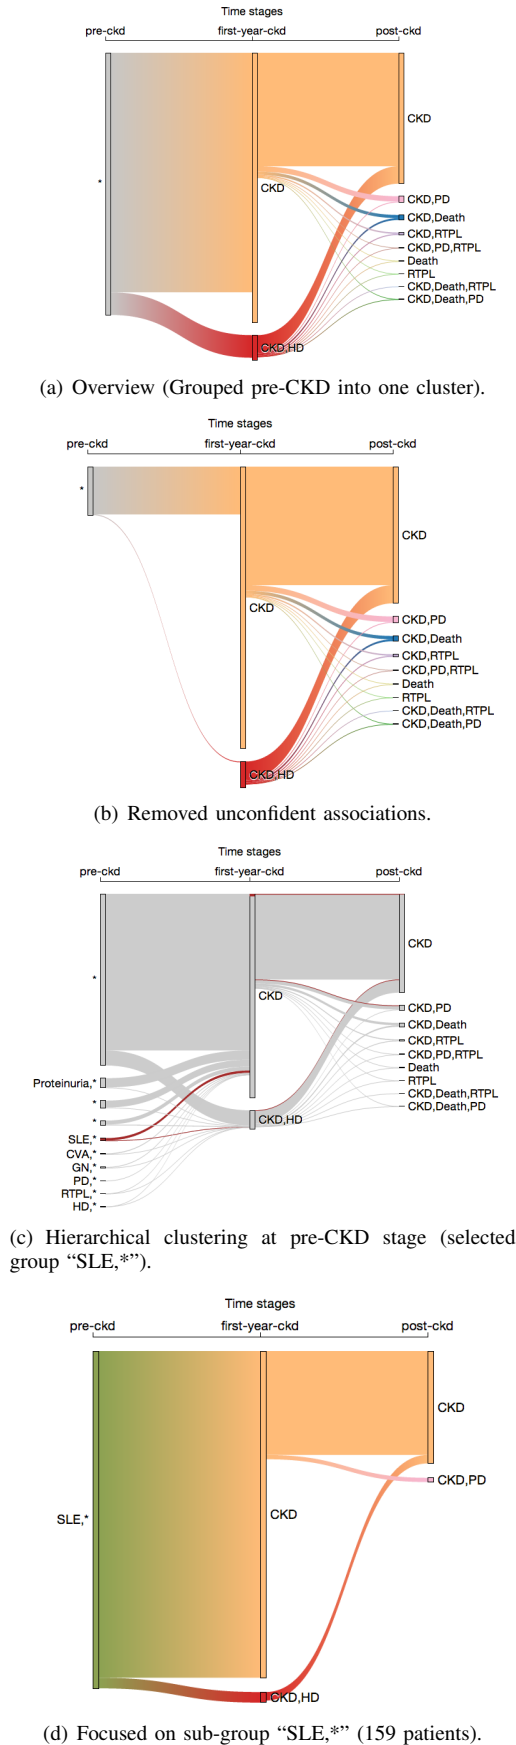 Time stages
pre-ckd first-year-ckd post-ckd
CKD
*
CKD
CKD,PD
CKD,Death
CKD,RTPL
CKD,PD,RTPL
Death
RTPL
CKD,Death,RTPL
CKD,Death,PD
CKD,HD
(a) Overview (Grouped pre-CKD into one cluster).
Time stages
pre-ckd first-year-ckd post-ckd
*
CKD
CKD
CKD,PD
CKD,Death
CKD,RTPL
CKD,PD,RTPL
Death
RTPL
CKD,Death,RTPL
CKD,Death,PD
CKD,HD
(b) Removed unconfident associations.
Time stages
pre-ckd first-year-ckd post-ckd
CKD
*
CKD
CKD,PD
CKD,Death
CKD,RTPL
CKD,PD,RTPL
Death
RTPL
CKD,Death,RTPL
CKD,Death,PD
Proteinuria,*
*
*
CKD,HD
SLE,*
CVA,*
GN,*
PD,*
RTPL,*
HD,*
(c) Hierarchical clustering at pre-CKD stage (selected
group “SLE,*”).
Time stages
pre-ckd first-year-ckd post-ckd
CKD
CKD,PD
SLE,*
CKD
CKD,HD
(d) Focused on sub-group “SLE,*” (159 patients).